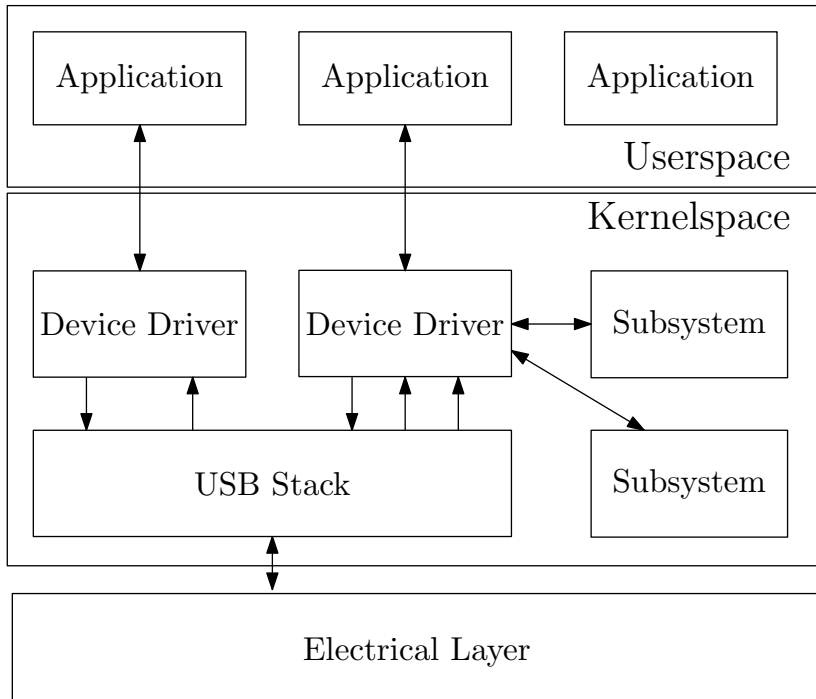 Application
Application
Application
Userspace
Kernelspace
Device Driver
Device Driver
Subsystem
USB Stack
Subsystem
Electrical Layer